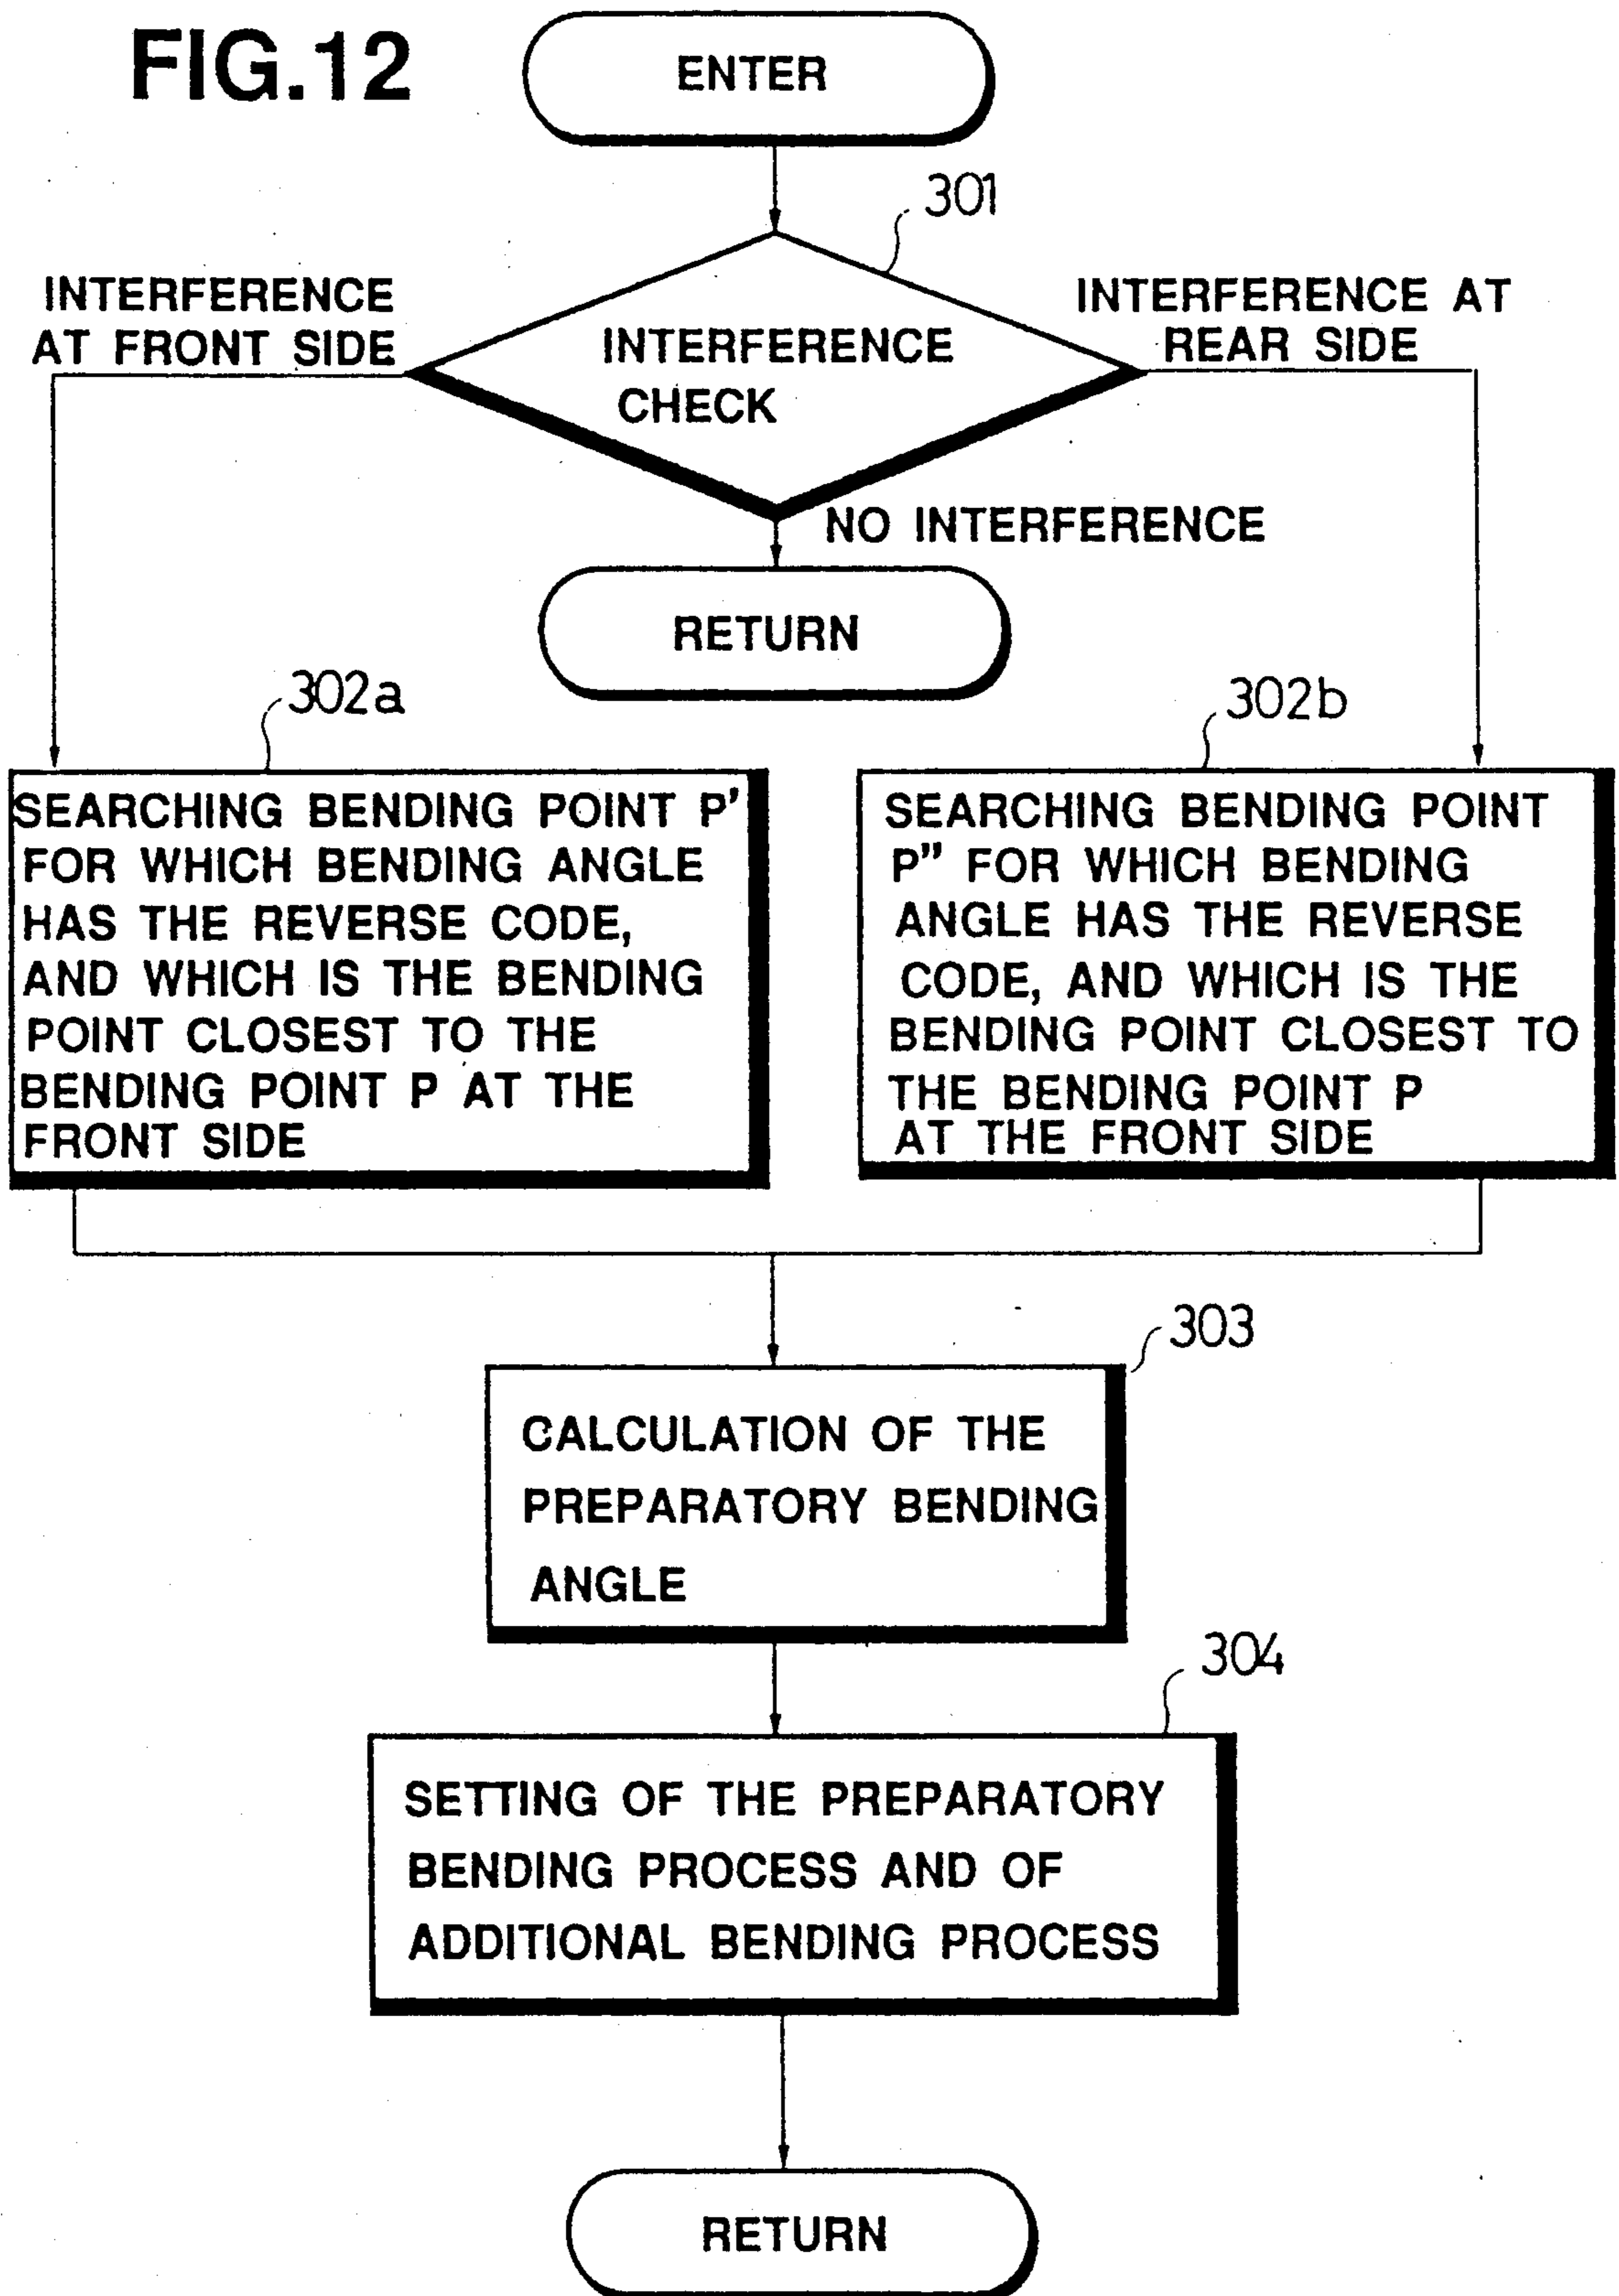 FIG.12
ENTER
301
INTERFERENCE
AT FRONT SIDE
INTERFERENCE
CHECK
INTERFERENCE AT
REAR SIDE
NO INTERFERENCE
RETURN
302a
SEARCHING BENDING POINT P'
FOR WHICH BENDING ANGLE
HAS THE REVERSE CODE,
AND WHICH IS THE BENDING
POINT CLOSEST TO THE
BENDING POINT P AT THE
FRONT SIDE
302b
SEARCHING BENDING POINT
P" FOR WHICH BENDING
ANGLE HAS THE REVERSE
CODE, AND WHICH IS THE
BENDING POINT CLOSEST TO
THE BENDING POINT P
AT THE FRONT SIDE
303
CALCULATION OF THE
PREPARATORY BENDING
ANGLE
304
SETTING OF THE PREPARATORY
BENDING PROCESS AND OF
ADDITIONAL BENDING PROCESS
RETURN